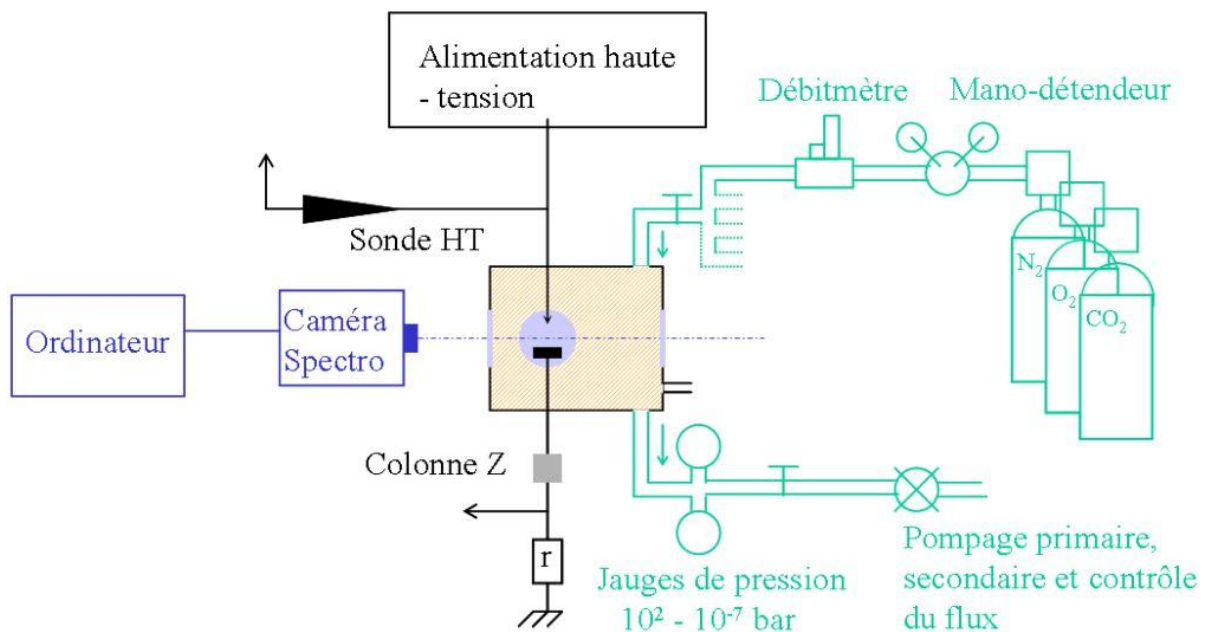 Alimentation haute
- tension
Débitmètre
Mano-détendeur
Sonde HT
N₂
O₂
CO₂
Ordinateur
Caméra
Spectro
Colonne Z
r
Jauges de pression
10² - 10⁻⁷ bar
Pompage primaire,
secondaire et contrôle
du flux